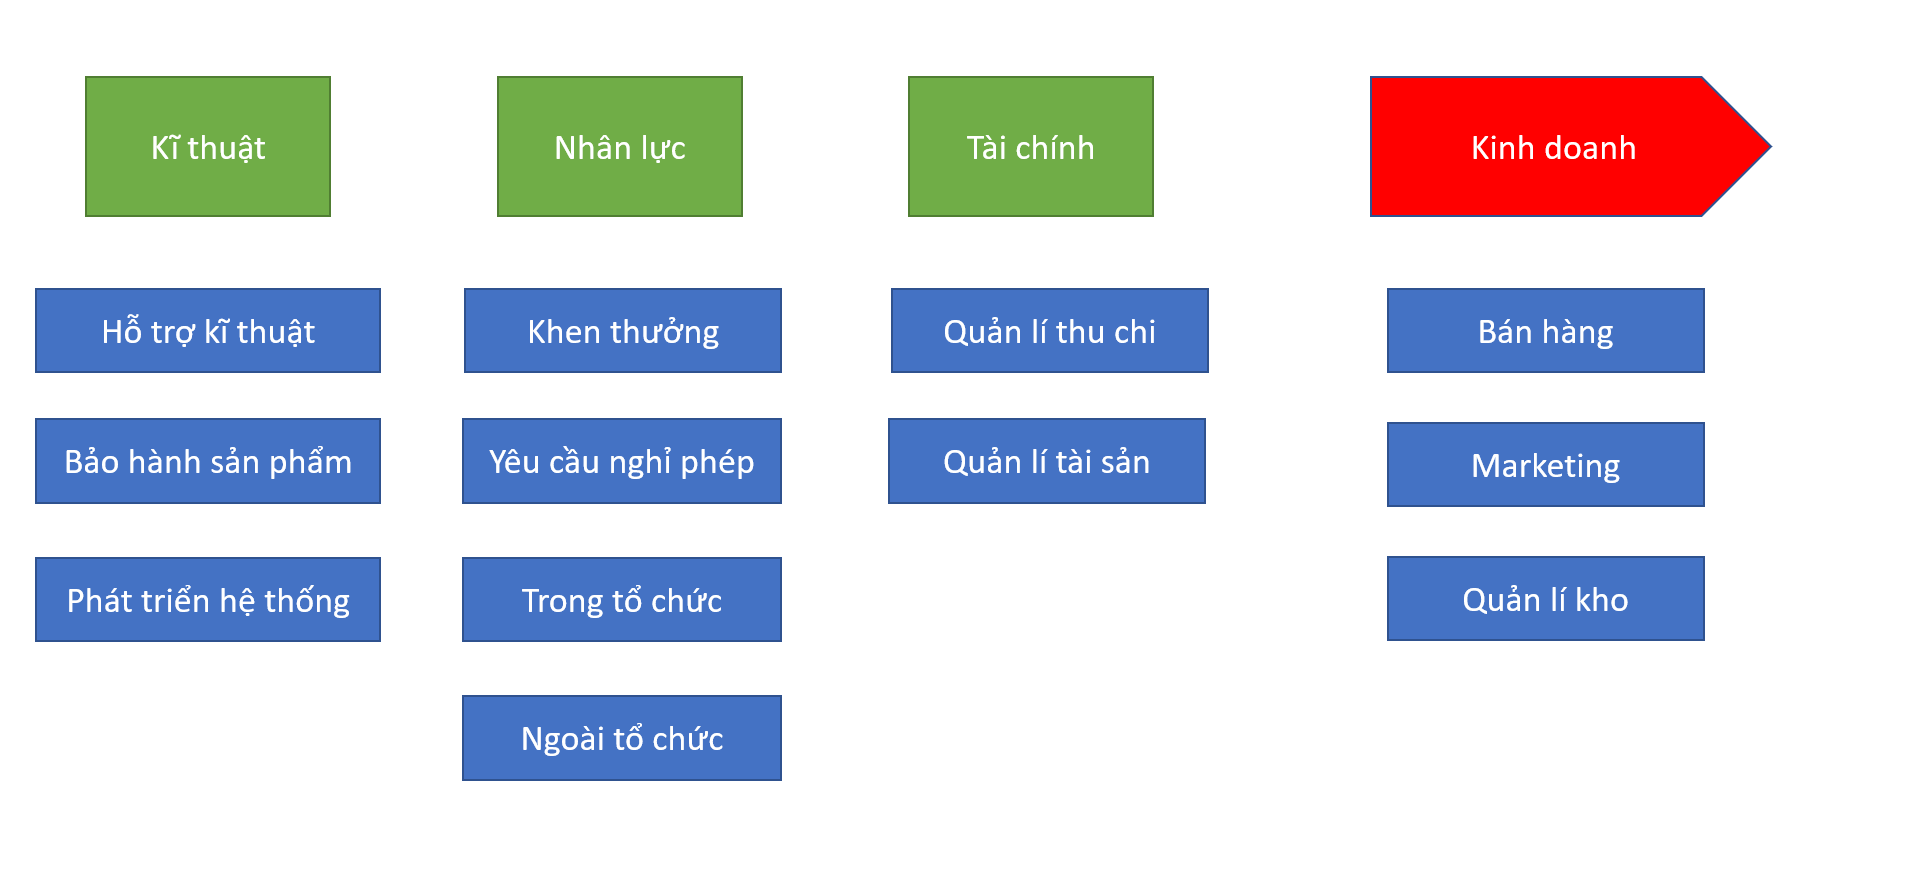 Kĩ thuật
Nhân lực
Tài chính
Kinh doanh
Hỗ trợ kĩ thuật
Khen thưởng
Quản lí thu chi
Bán hàng
Bảo hành sản phẩm
Yêu cầu nghỉ phép
Quản lí tài sản
Marketing
Phát triển hệ thống
Trong tổ chức
Quản lí kho
Ngoài tổ chức